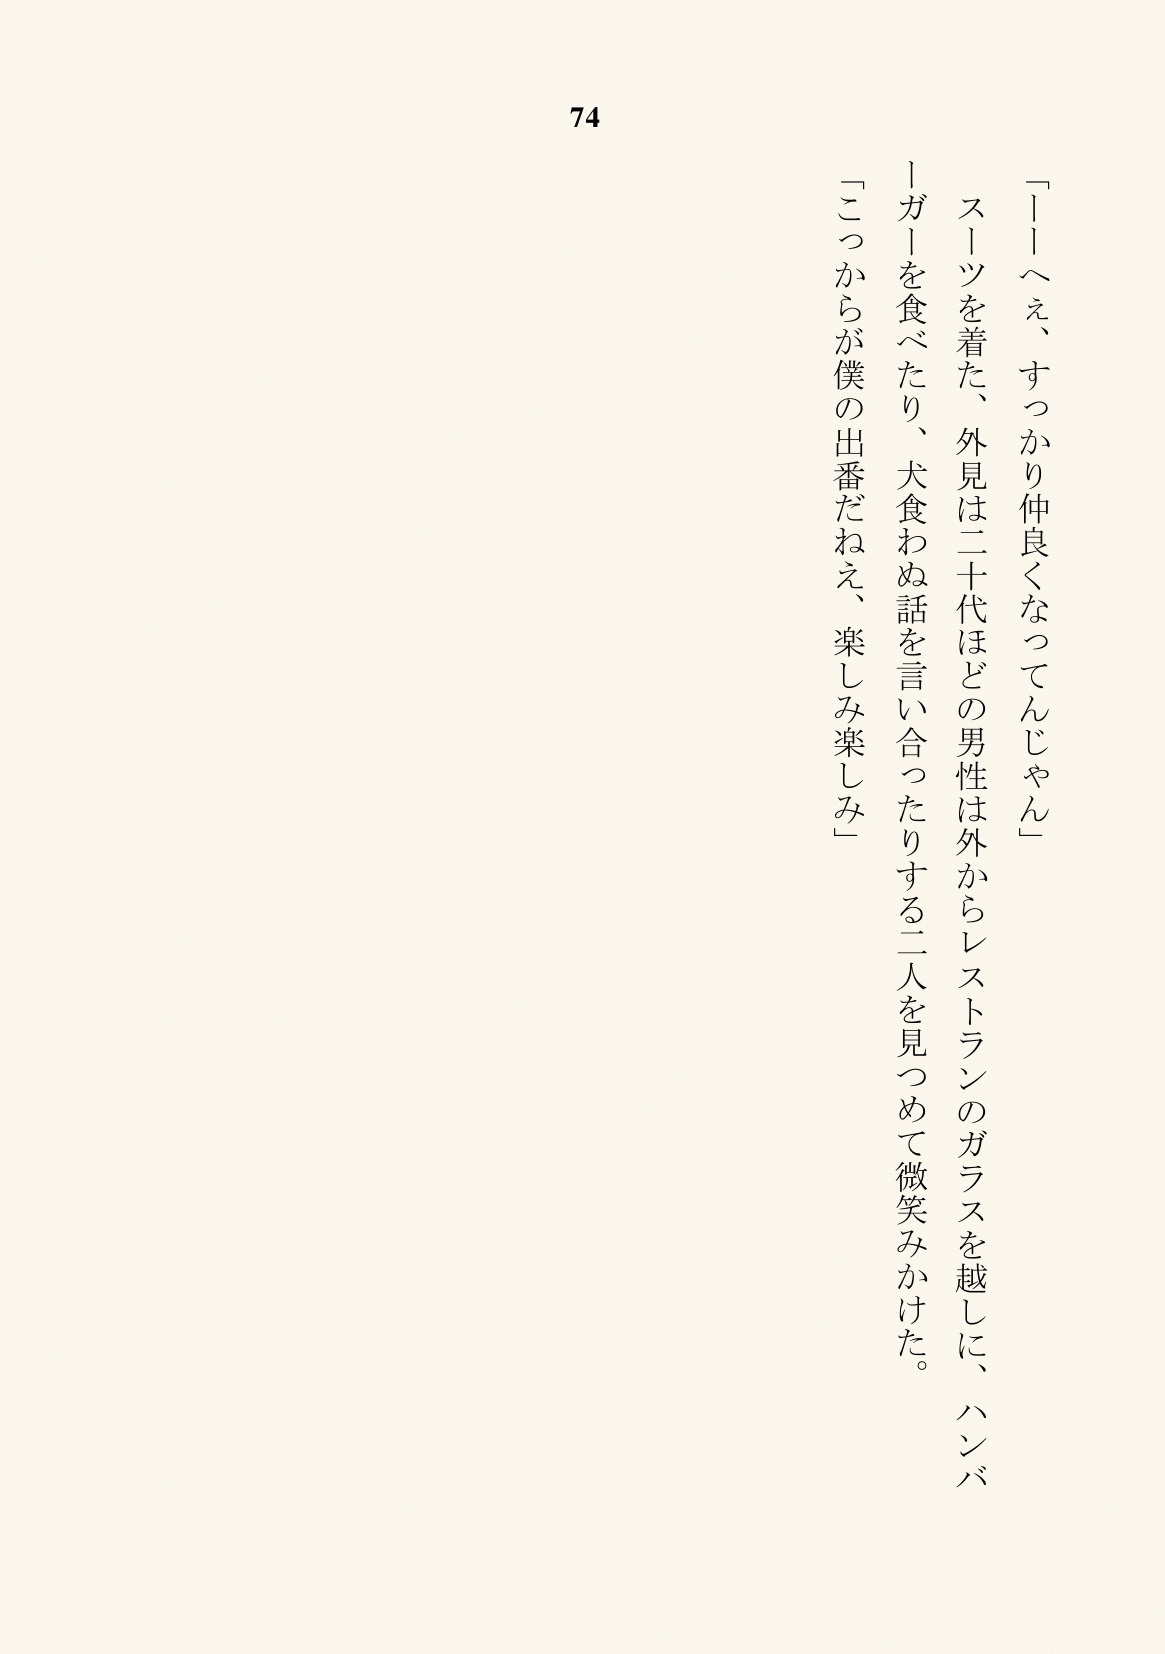 74
「ーーへぇ、すっかり仲良くなってんじゃん」
　スーツを着た、外見は二十代ほどの男性は外からレストランのガラスを越しに、ハンバ
ーガーを食べたり、犬食わぬ話を言い合ったりする二人を見つめて微笑みかけた。
「こっからが僕の出番だねえ、楽しみ楽しみ」